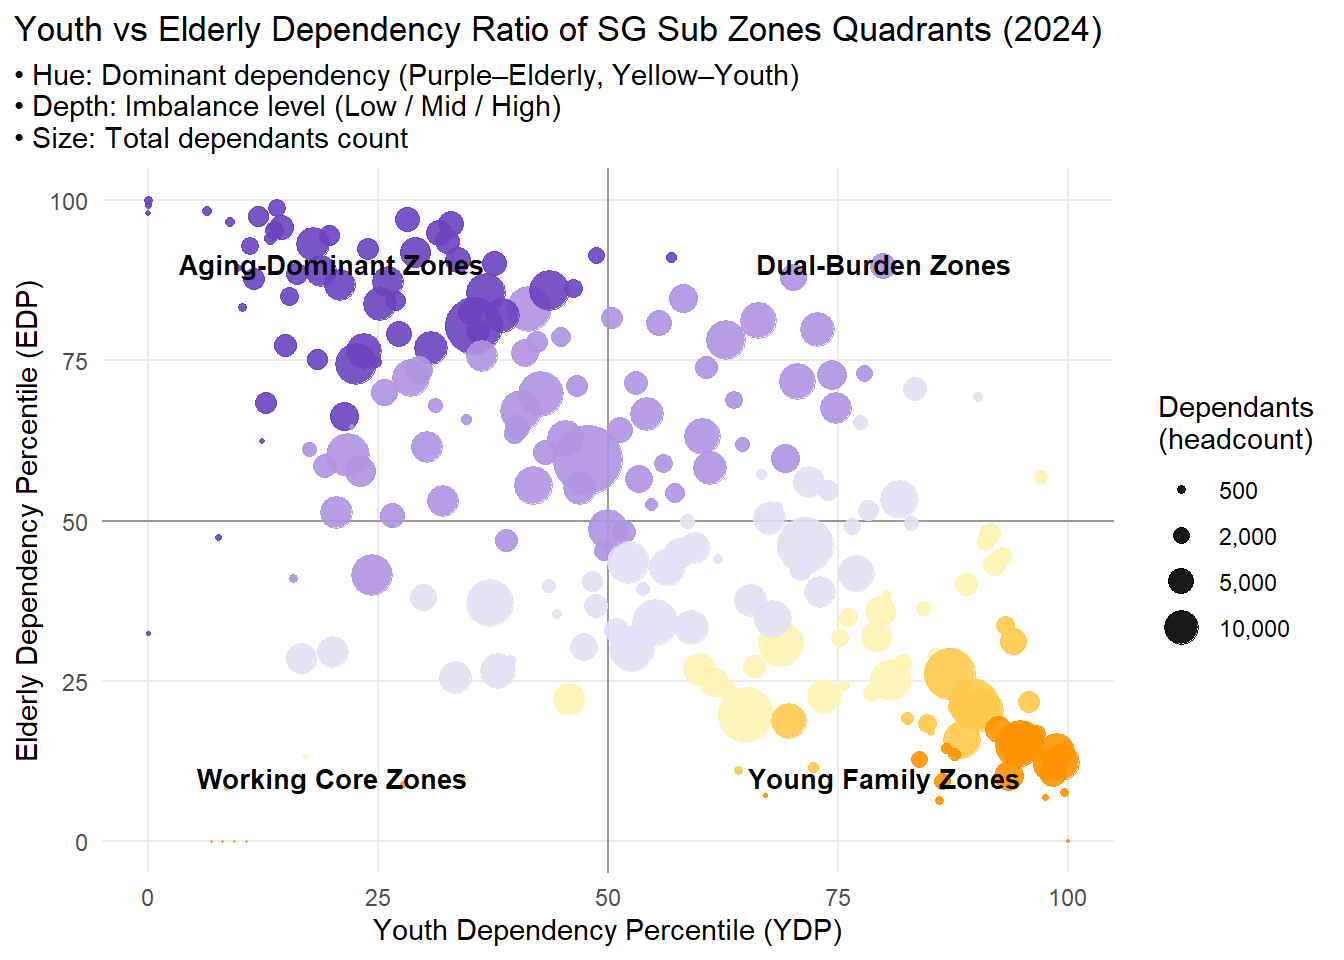 Youth vs Elderly Dependency Ratio of SG Sub Zones Quadrants (2024)
• Hue: Dominant dependency (Purple–Elderly, Yellow–Youth)
• Depth: Imbalance level (Low / Mid / High)
• Size: Total dependants count
100
75
50
25
0
Elderly Dependency Percentile (EDP)
Aging-Dominant Zones
Dual-Burden Zones
Working Core Zones
Young Family Zones
0
25
50
75
100
Youth Dependency Percentile (YDP)
Dependants
(headcount)
500
2,000
5,000
10,000